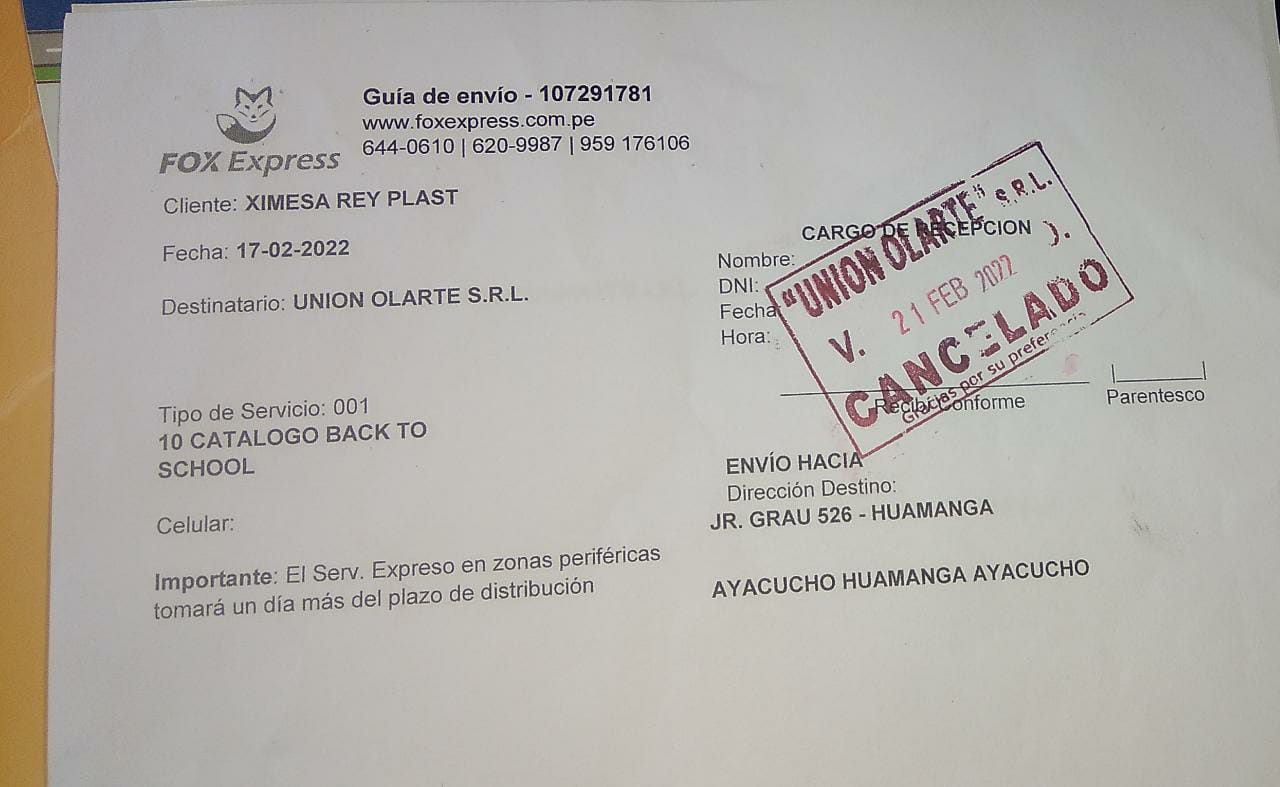 Guía de envío - 107291781
www.foxexpress.com.pe
644-0610 | 620-9987 | 959 176106
FOX Express
Cliente: XIMESA REY PLAST
Fecha: 17-02-2022
Destinatario: UNION OLARTE S.R.L.
Tipo de Servicio: 001
10 CATALOGO BACK TO
SCHOOL
Celular:
Importante: El Serv. Expreso en zonas periféricas
tomará un día más del plazo de distribución
CARGO DE RECEPCION
Nombre:
DNI:
Fecha:
Hora:
Recibí Conforme
Parentesco
"UNION OLARTE" S.R.L.
V. 21 FEB 2022 ).
CANCELADO
Gracias por su preferencia
ENVÍO HACIA
Dirección Destino:
JR. GRAU 526 - HUAMANGA
AYACUCHO HUAMANGA AYACUCHO